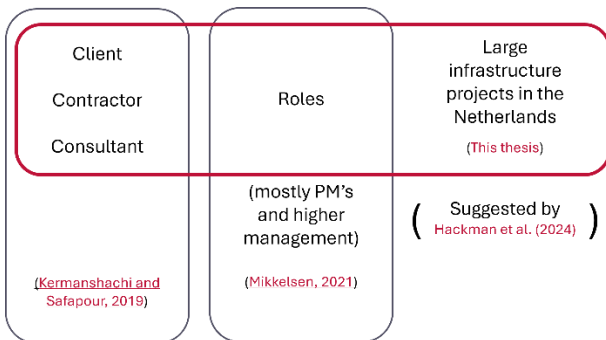 Client
Contractor
Consultant
(Kermanshachi and
Safapour, 2019)
Roles
(mostly PM's
and higher
management)
(Mikkelsen, 2021)
Large
infrastructure
projects in the
Netherlands
(This thesis)
( Suggested by )
Hackman et al. (2024)